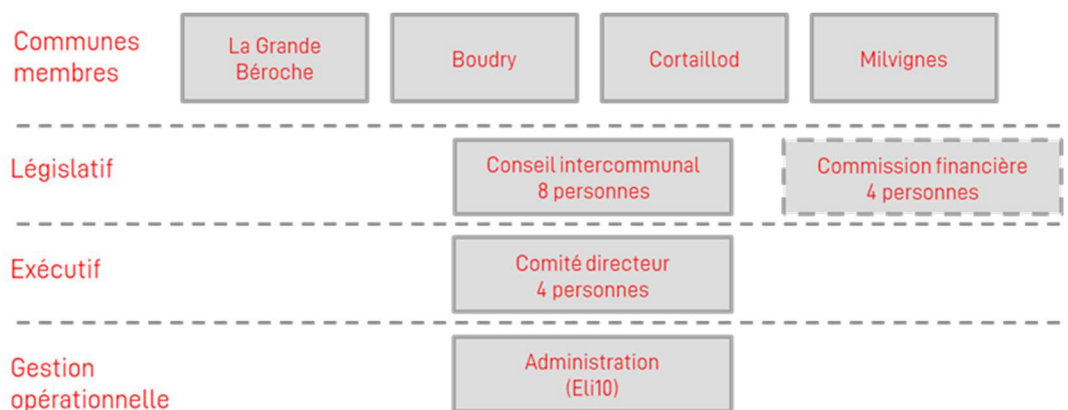 Communes
membres
La Grande
Béroche
Boudry
Cortaillod
Milvignes
Législatif
Conseil intercommunal
8 personnes
Commission financière
4 personnes
Exécutif
Comité directeur
4 personnes
Gestion
opérationnelle
Administration
(Eli10)